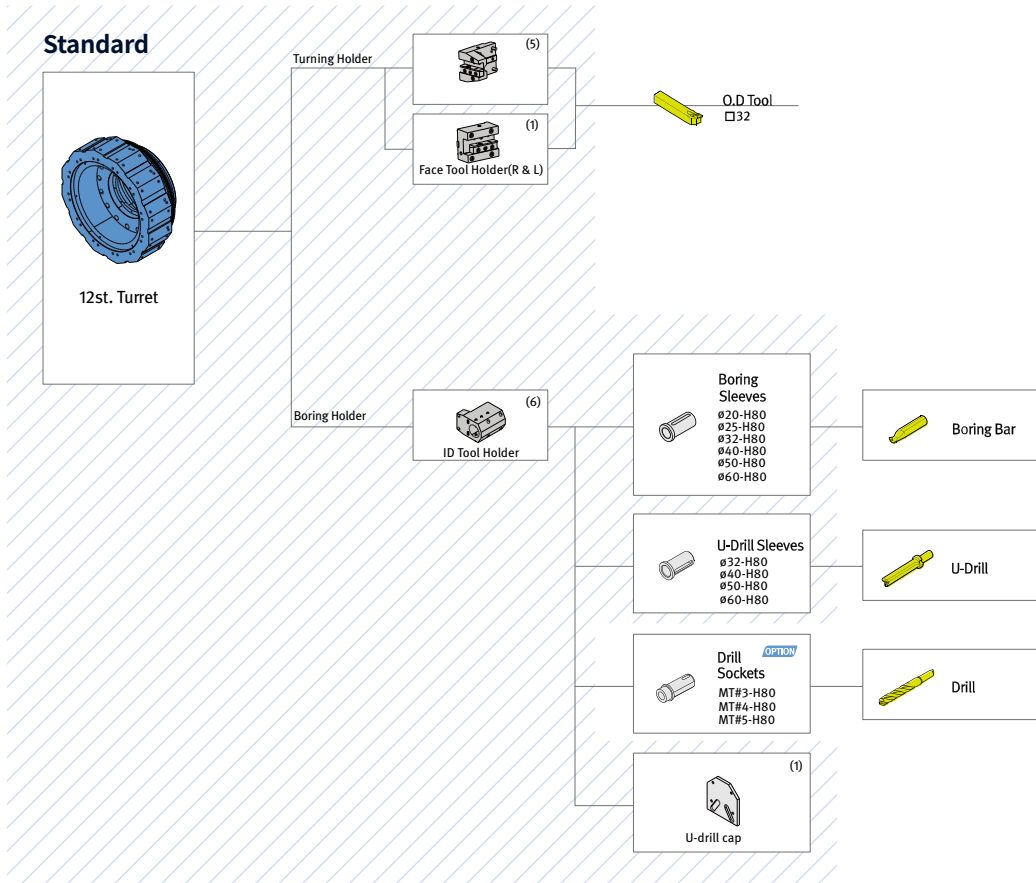 Standard
12st. Turret
Turning Holder
(5)
(1)
Face Tool Holder(R & L)
O.D Tool
□32
Boring Holder
(6)
ID Tool Holder
Boring
Sleeves
ø20-H80
ø25-H80
ø32-H80
ø40-H80
ø50-H80
ø60-H80
Boring Bar
U-Drill Sleeves
ø32-H80
ø40-H80
ø50-H80
ø60-H80
U-Drill
Drill
Sockets
OPTION
MT#3-H80
MT#4-H80
MT#5-H80
Drill
(1)
U-drill cap